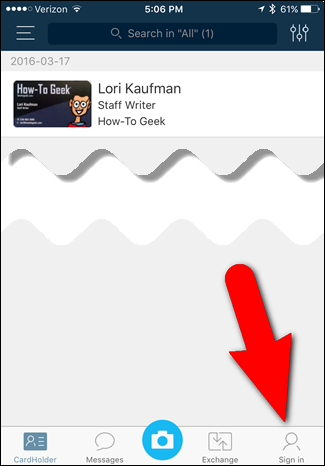 Verizon 5:06 PM 61%
Search in "All" (1)
2016-03-17
How-To Geek
Lori Kaufman
Staff Writer
How-To Geek
CardHolder Messages Exchange Sign in